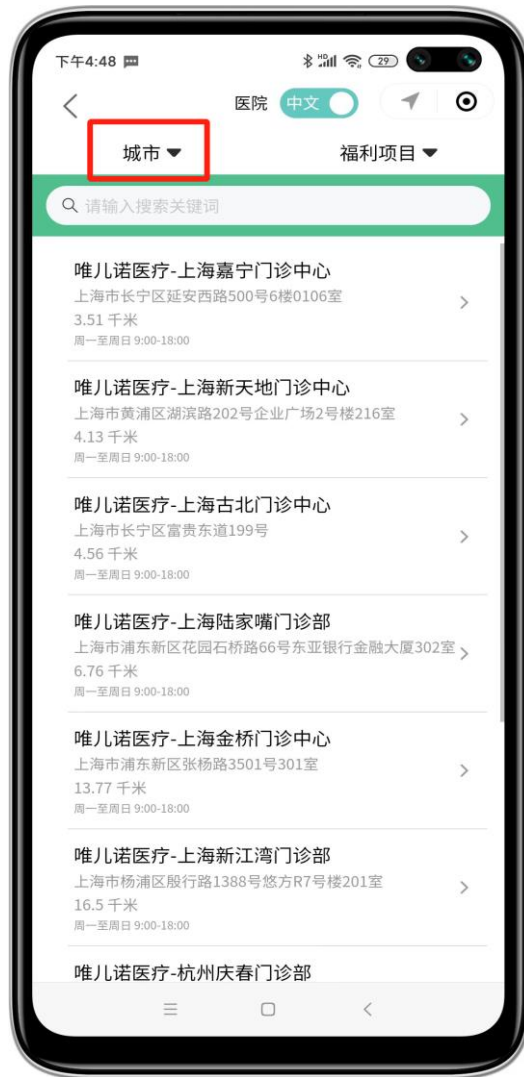 下午4:48
HD
29
医院 中文
城市 福利项目
请输入搜索关键词
唯儿诺医疗-上海嘉宁门诊中心
上海市长宁区延安西路500号6楼0106室
3.51 千米
周一至周日 9:00-18:00
唯儿诺医疗-上海新天地门诊中心
上海市黄浦区湖滨路202号企业广场2号楼216室
4.13 千米
周一至周日 9:00-18:00
唯儿诺医疗-上海古北门诊中心
上海市长宁区富贵东道199号
4.56 千米
周一至周日 9:00-18:00
唯儿诺医疗-上海陆家嘴门诊部
上海市浦东新区花园石桥路66号东亚银行金融大厦302室
6.76 千米
周一至周日 9:00-18:00
唯儿诺医疗-上海金桥门诊中心
上海市浦东新区张杨路3501号301室
13.77 千米
周一至周日 9:00-18:00
唯儿诺医疗-上海新江湾门诊部
上海市杨浦区殷行路1388号悠方R7号楼201室
16.5 千米
周一至周日 9:00-18:00
唯儿诺医疗-杭州庆春门诊部